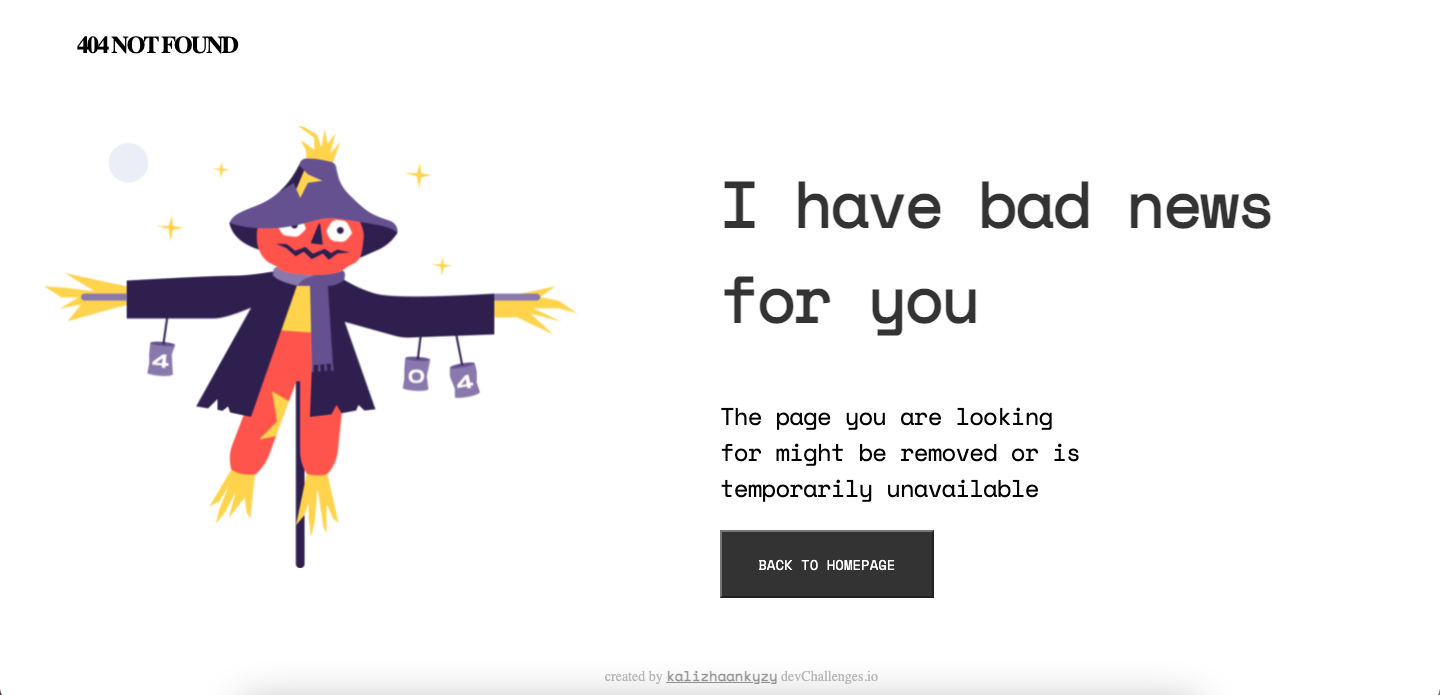 404 NOT FOUND
4
0
4
I have bad news
for you
The page you are looking
for might be removed or is
temporarily unavailable
BACK TO HOMEPAGE
created by kalizhaankyzy devChallenges.io